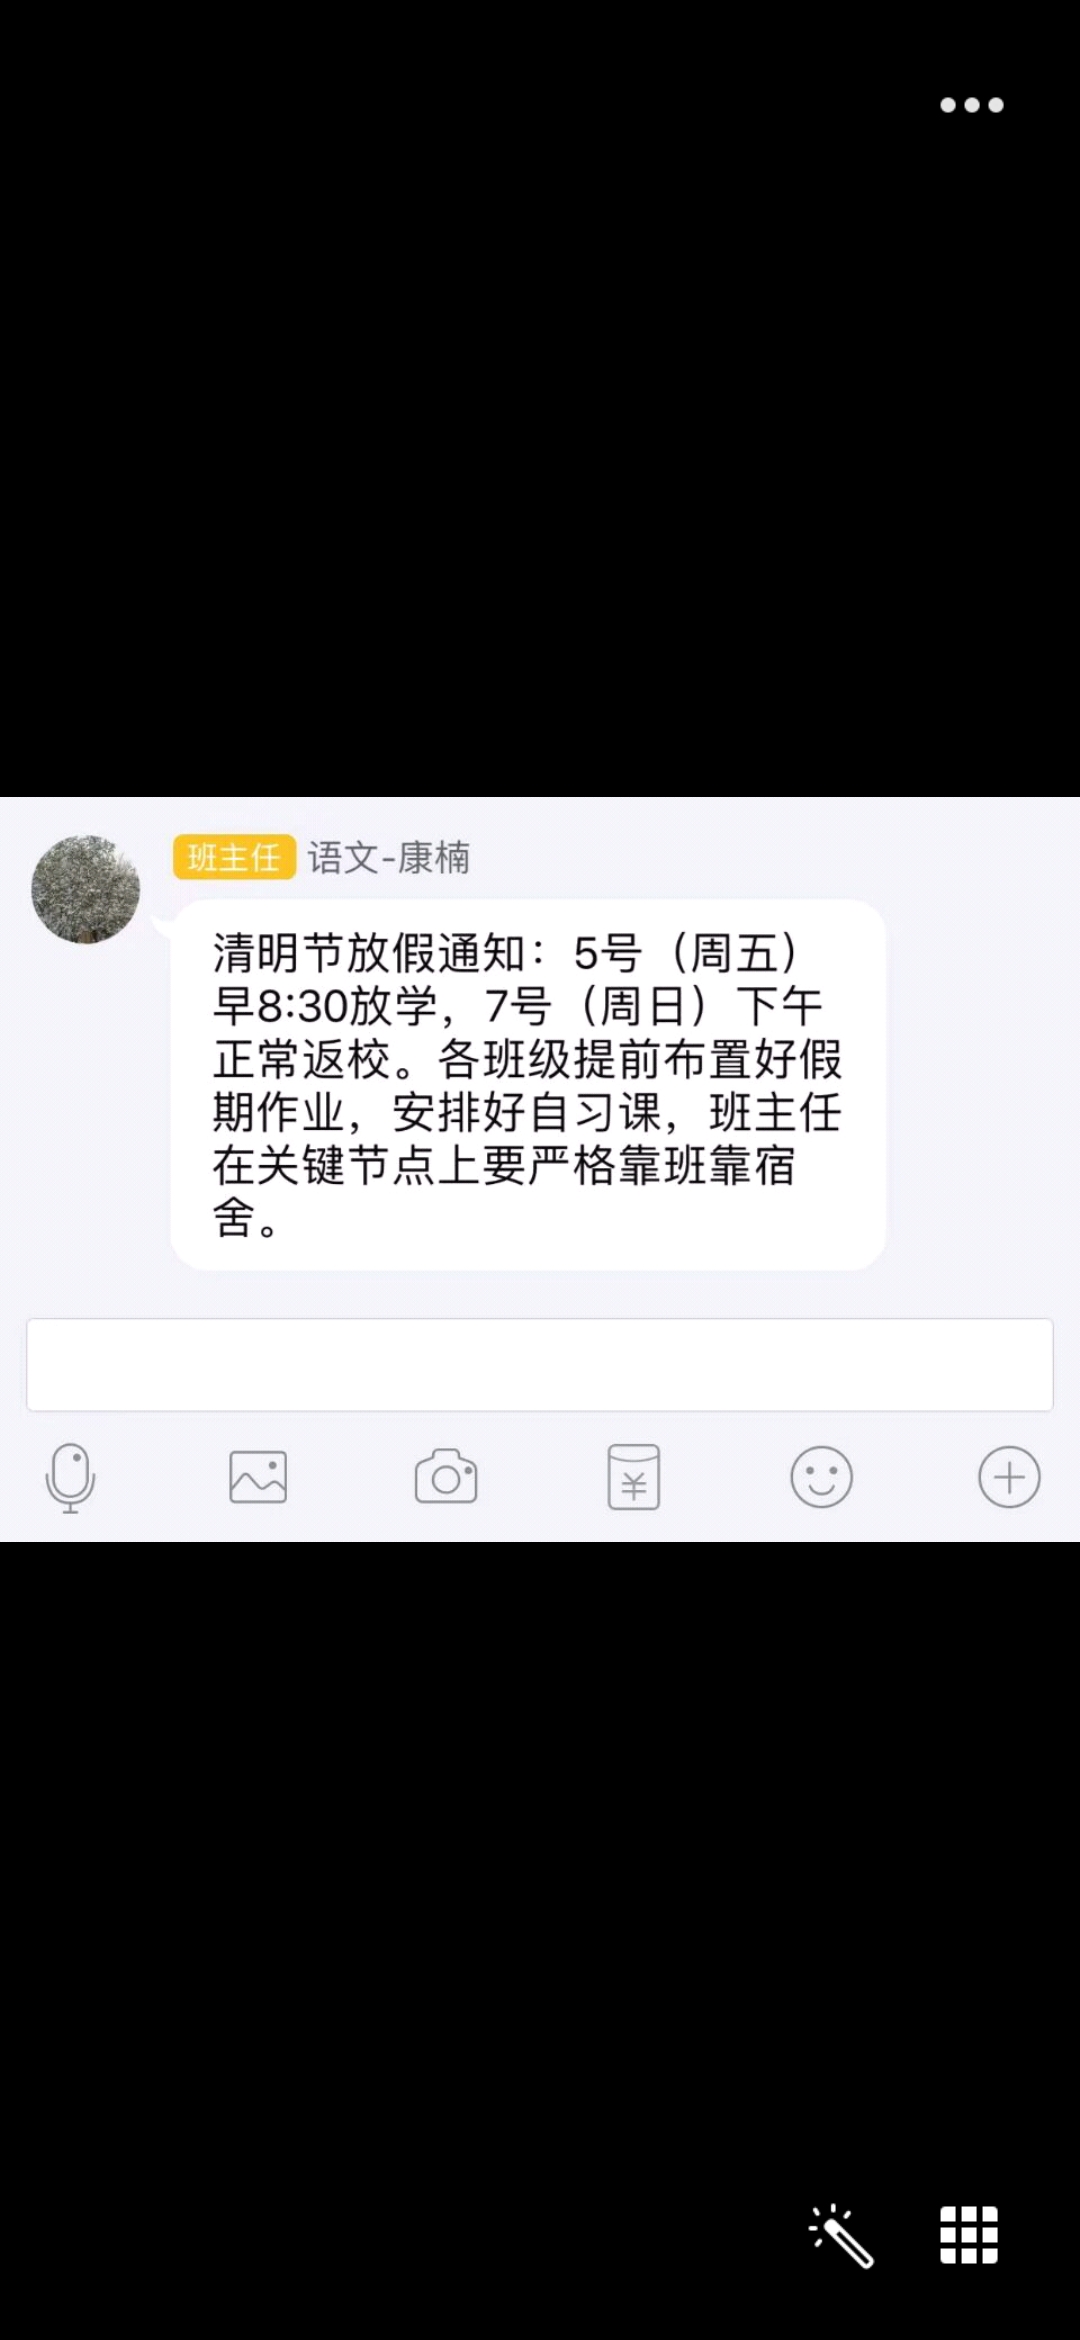 班主任 语文-康楠
清明节放假通知：5号（周五）
早8:30放学，7号（周日）下午
正常返校。各班级提前布置好假
期作业，安排好自习课，班主任
在关键节点上要严格靠班靠宿
舍。